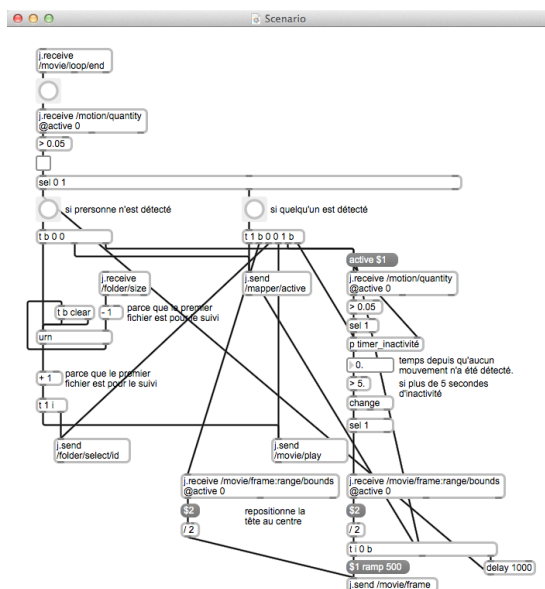 Scenario
j.receive
/movie/loop/end
j.receive /motion/quantity
@active 0
> 0.05
sel 0 1
si prersonne n'est détecté
si quelqu'un est détecté
t b 0 0
t 1 b 0 0 1 b
active $1
j.receive
/folder/size
j.send
/mapper/active
j.receive /motion/quantity
@active 0
t b clear
- 1
parce que le premier
fichier est pour le suivi
> 0.05
sel 1
urn
p timer_inactivité
0.
temps depuis qu'aucun
mouvement n'a été détecté.
+ 1
parce que le premier
fichier est pour le suivi
> 5.
si plus de 5 secondes
d'inactivité
t 1 i
change
sel 1
j.send
/folder/select/id
j.send
/movie/play
j.receive /movie/frame:range/bounds
@active 0
j.receive /movie/frame:range/bounds
@active 0
$2
repositionne la
tête au centre
$2
/ 2
/ 2
t i 0 b
$1 ramp 500
delay 1000
j.send /movie/frame